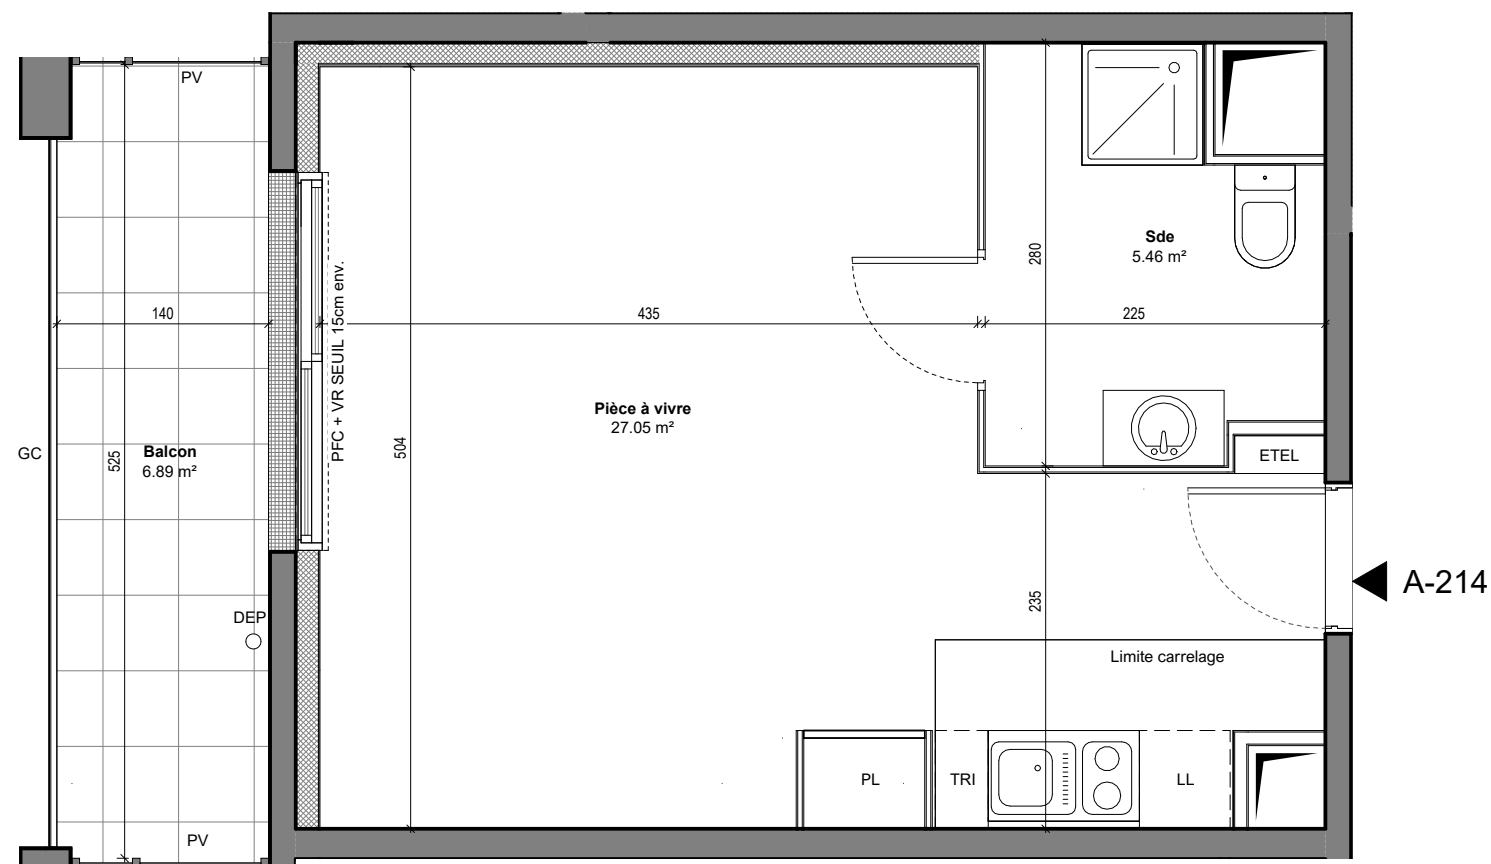 PV
Sde
5.46 m²
280
140
435
225
PFC + VR SEUIL 15cm env.
Pièce à vivre
27.05 m²
504
GC
525
Balcon
6.89 m²
ETEL
A-214
235
DEP
Limite carrelage
PL
TRI
LL
PV